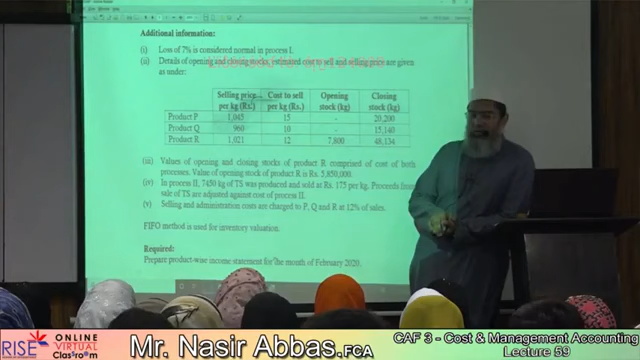 Additional information:
(i) Loss of 7% is considered normal in process I.
(ii) Details of opening and closing stocks, estimated cost to sell and selling price are given
as under:
Selling price per kg (Rs.) Cost to sell per kg (Rs.) Opening stock (kg) Closing stock (kg)
Product P 1,045 15 - 20,200
Product Q 960 10 - 15,140
Product R 1,021 12 7,800 48,134
(iii) Values of opening and closing stocks of product R comprised of cost of both
processes. Value of opening stock of product R is Rs. 5,850,000.
(iv) In process II, 7450 kg of TS was produced and sold at Rs. 175 per kg. Proceeds from
sale of TS are adjusted against cost of process II.
(v) Selling and administration costs are charged to P, Q and R at 12% of sales.
FIFO method is used for inventory valuation.
Required:
Prepare product-wise income statement for the month of February 2020.
RISE
ONLINE
VIRTUAL
Classroom
Mr. Nasir Abbas,FCA
CAF 3 - Cost & Management Accounting
Lecture 59